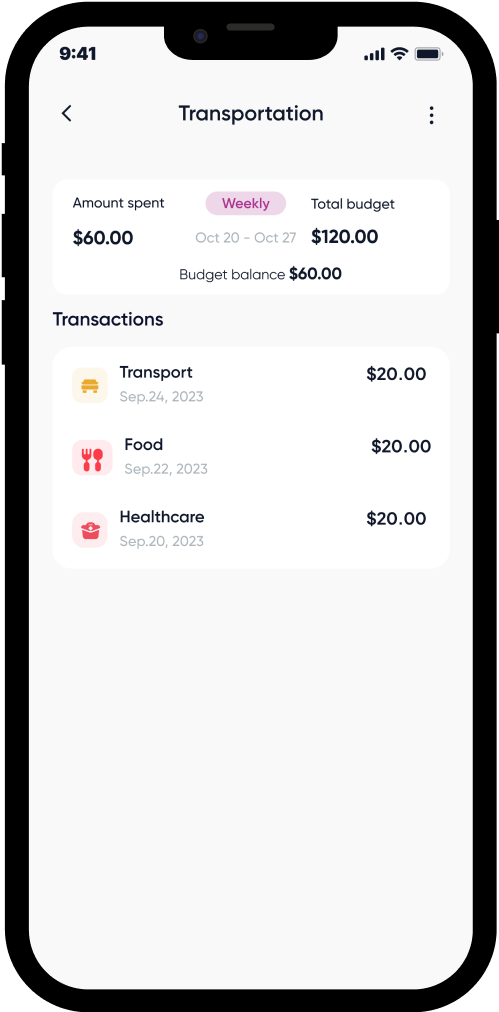 9:41
Transportation
Amount spent Weekly Total budget
$60.00 Oct 20 - Oct 27 $120.00
Budget balance $60.00
Transactions
Transport $20.00
Sep.24, 2023
Food $20.00
Sep.22, 2023
Healthcare $20.00
Sep.20, 2023